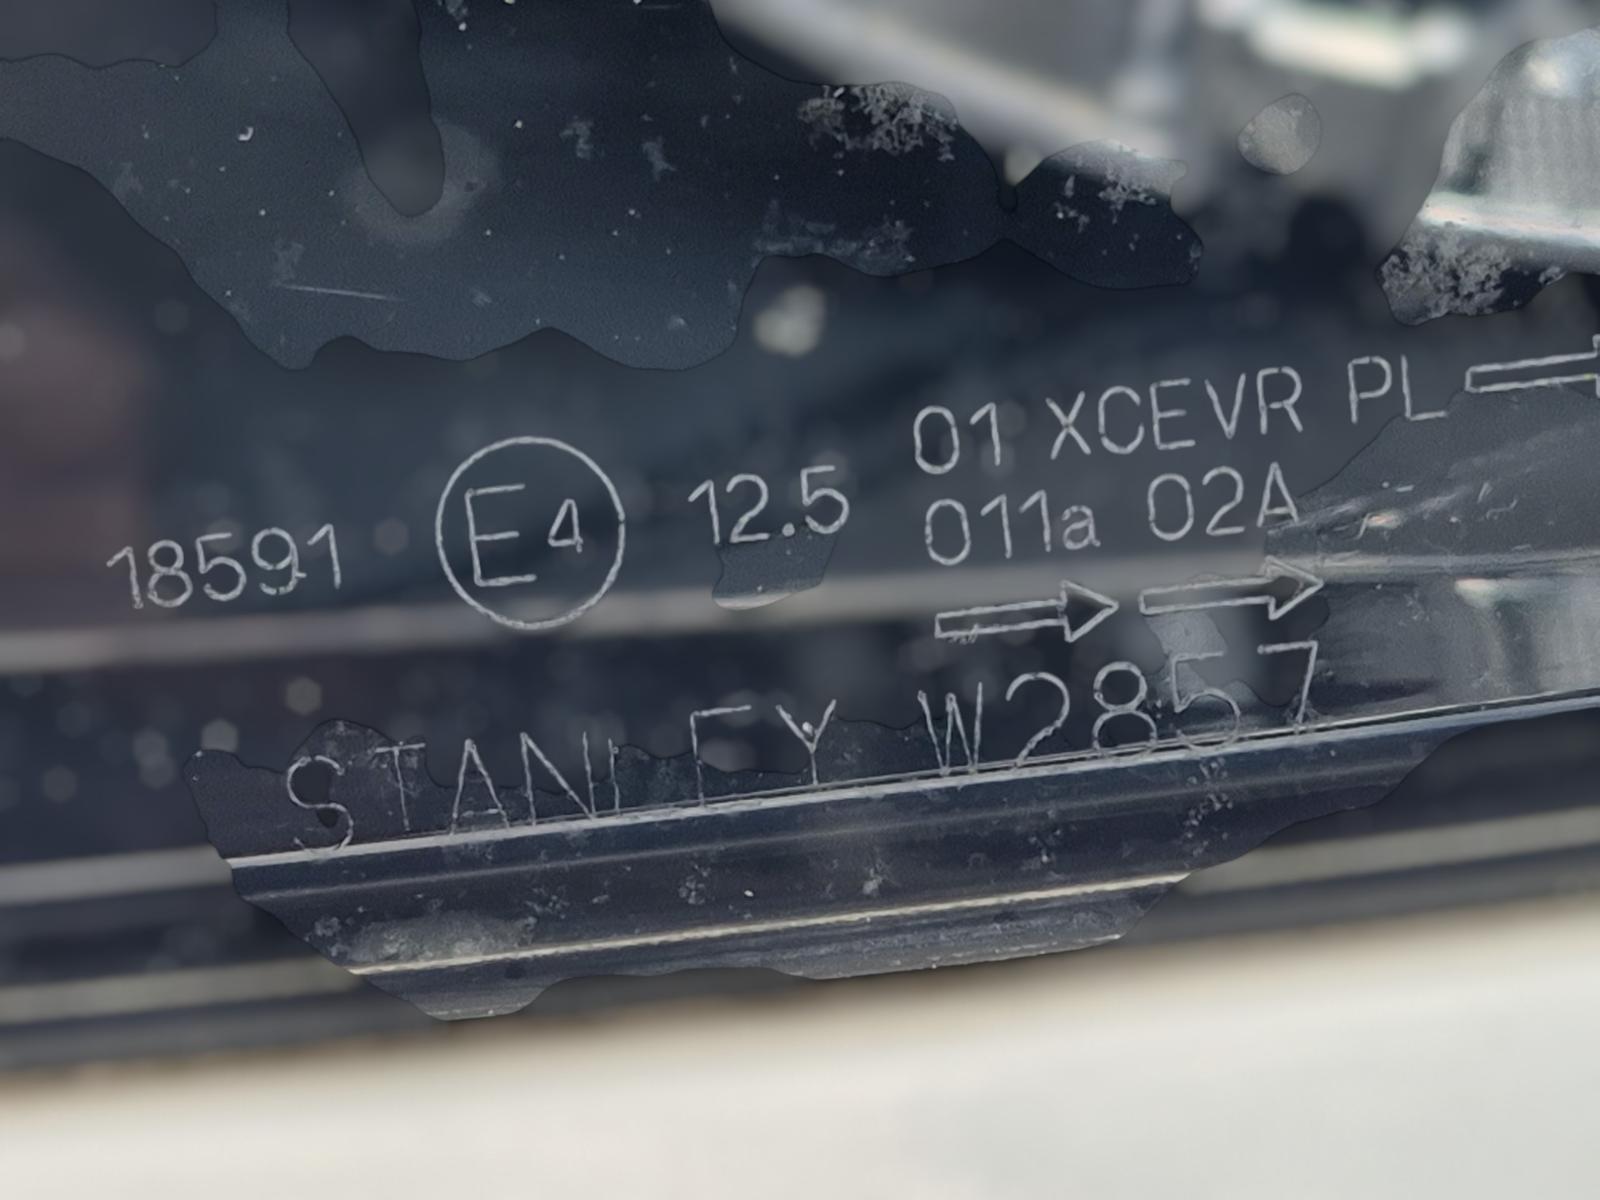 01 XCEVR PL
18591 E4 12.5 011a 02A
STANLEY W2857